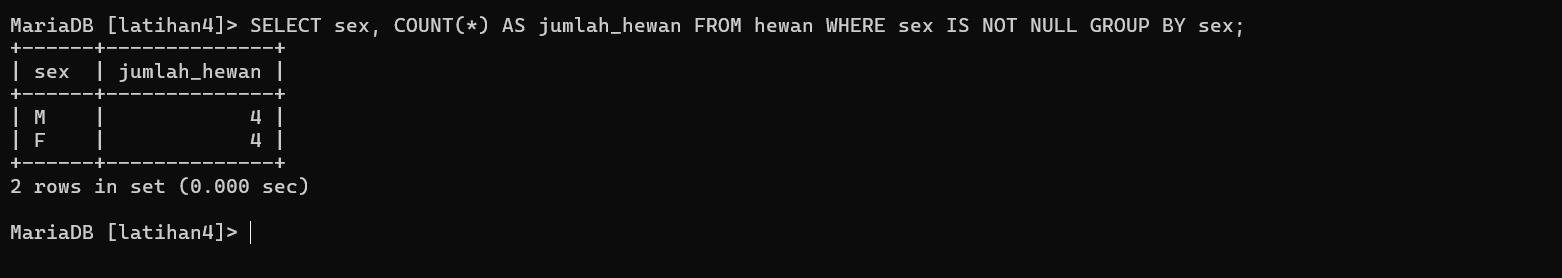 MariaDB [latihan4]> SELECT sex, COUNT(*) AS jumlah_hewan FROM hewan WHERE sex IS NOT NULL GROUP BY sex;
+------+--------------+
| sex  | jumlah_hewan |
+------+--------------+
| M    |            4 |
| F    |            4 |
+------+--------------+
2 rows in set (0.000 sec)
MariaDB [latihan4]>